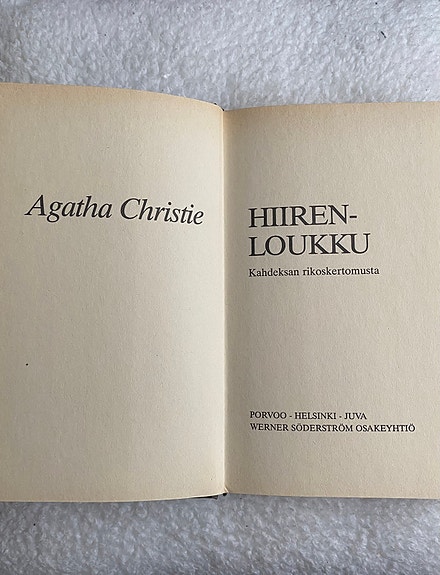 Agatha Christie
HIIREN-
LOUKKU
Kahdeksan rikoskertomusta
PORVOO - HELSINKI - JUVA
WERNER SÖDERSTRÖM OSAKEYHTIÖ